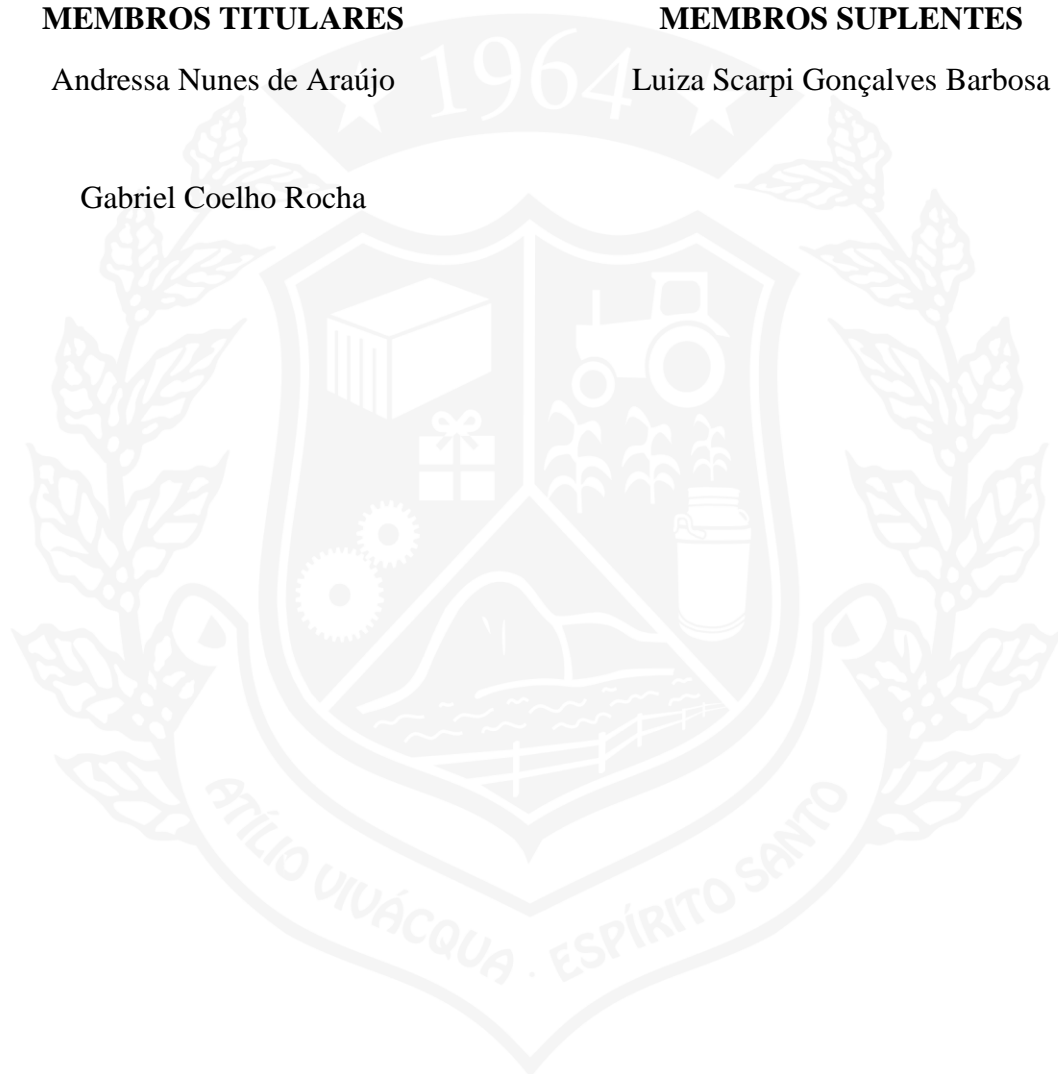 MEMBROS TITULARES
MEMBROS SUPLENTES
Andressa Nunes de Araújo
Luiza Scarpi Gonçalves Barbosa
Gabriel Coelho Rocha
1964
ATÍLIO VIVÁCQUA · ESPÍRITO SANTO